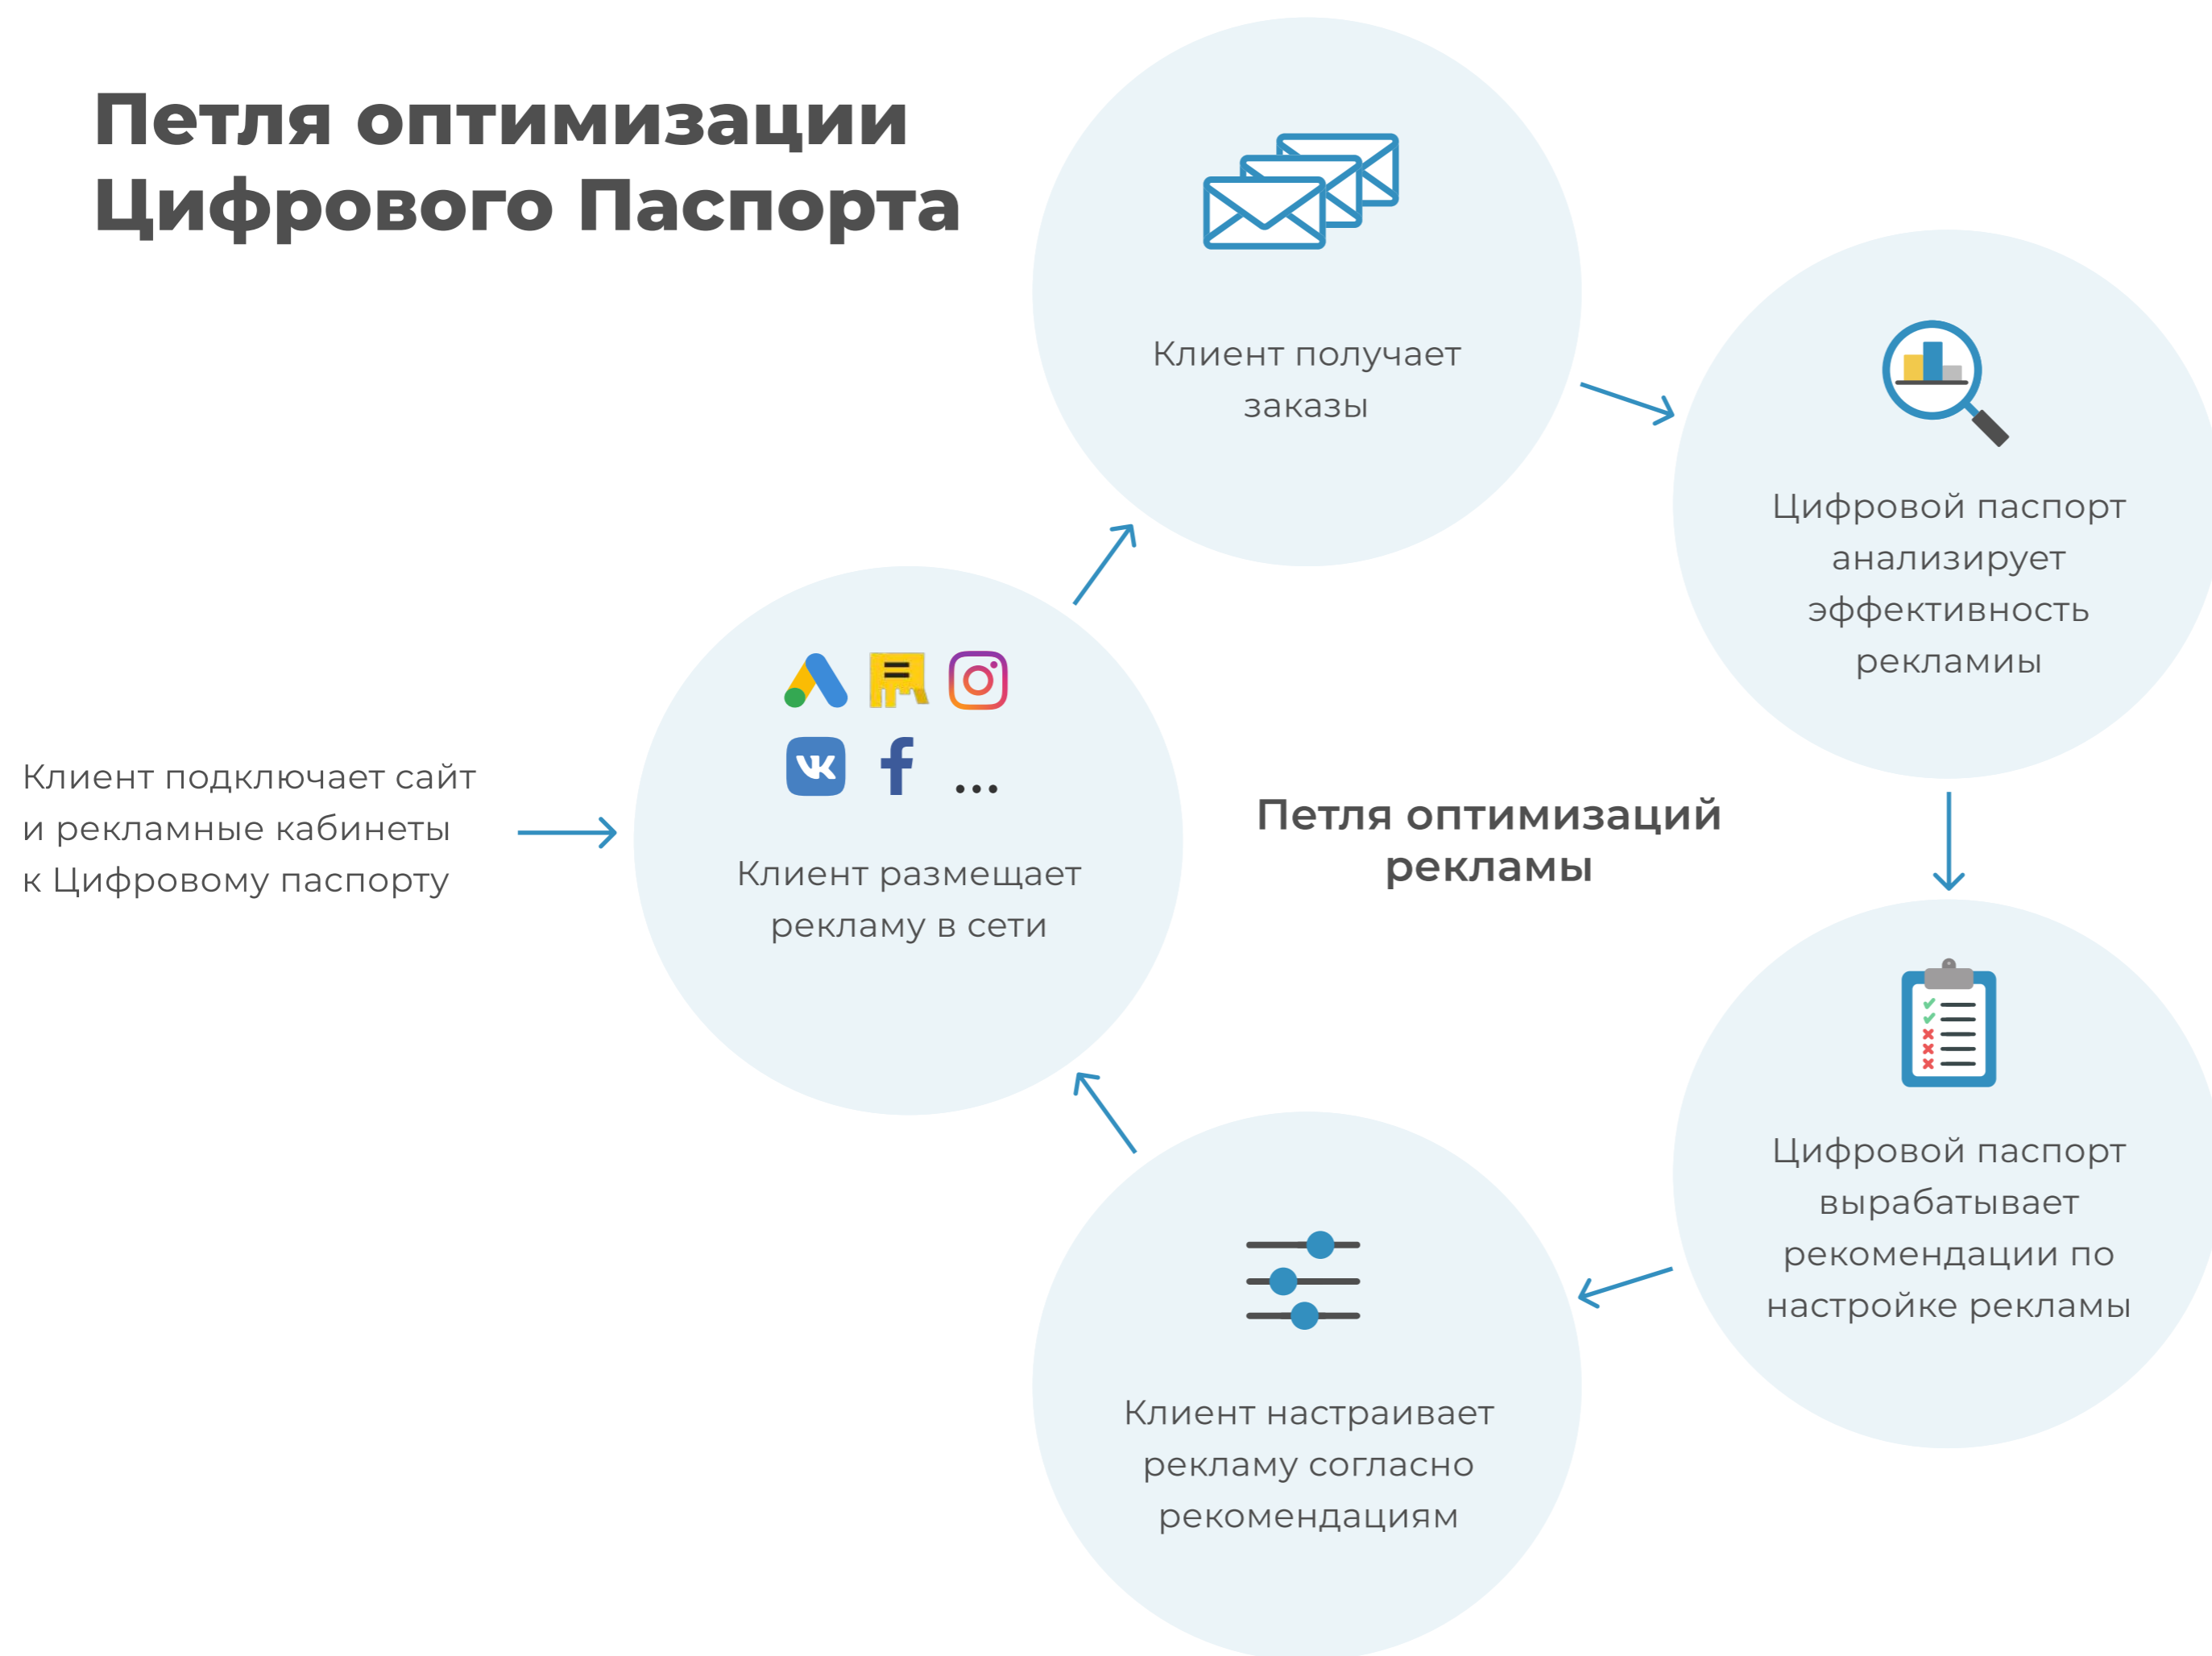 Петля оптимизации
Цифрового Паспорта
Клиент подключает сайт
и рекламные кабинеты
к Цифровому паспорту
Клиент размещает
рекламу в сети
Клиент получает
заказы
Цифровой паспорт
анализирует
эффективность
рекламиы
Петля оптимизаций
рекламы
Цифровой паспорт
вырабатывает
рекомендации по
настройке рекламы
Клиент настраивает
рекламу согласно
рекомендациям